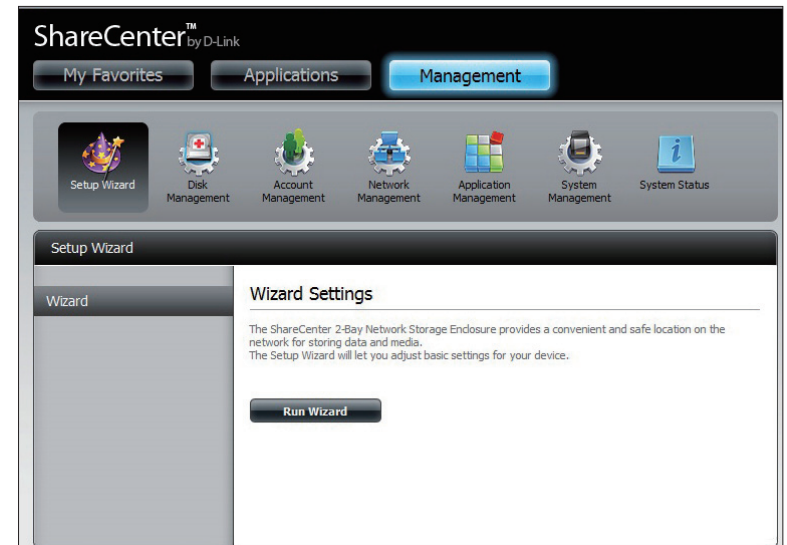 ShareCenter™ by D-Link
My Favorites Applications Management
Setup Wizard
Disk
Management
Account
Management
Network
Management
Application
Management
System
Management
System Status
Setup Wizard
Wizard
Wizard Settings
The ShareCenter 2-Bay Network Storage Enclosure provides a convenient and safe location on the
network for storing data and media.
The Setup Wizard will let you adjust basic settings for your device.
Run Wizard